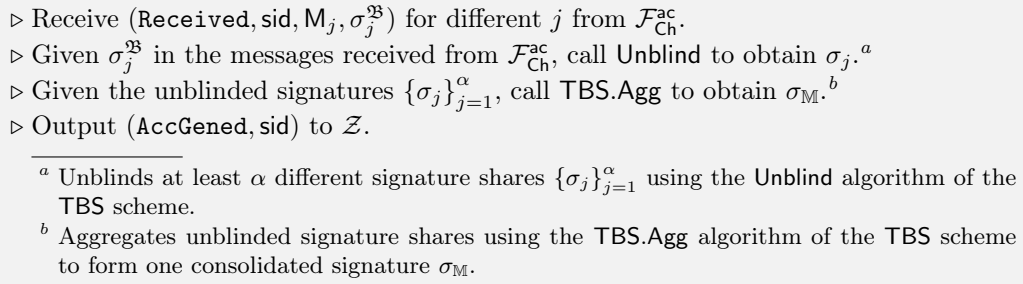 ▷ Receive (Received, sid, M_j, σ_j^𝔅) for different j from ℱ_Ch^ac.
▷ Given σ_j^𝔅 in the messages received from ℱ_Ch^ac, call Unblind to obtain σ_j.^a
▷ Given the unblinded signatures {σ_j}_{j=1}^α, call TBS.Agg to obtain σ_𝕄.^b
▷ Output (AccGened, sid) to 𝒵.
^a Unblinds at least α different signature shares {σ_j}_{j=1}^α using the Unblind algorithm of the
TBS scheme.
^b Aggregates unblinded signature shares using the TBS.Agg algorithm of the TBS scheme
to form one consolidated signature σ_𝕄.